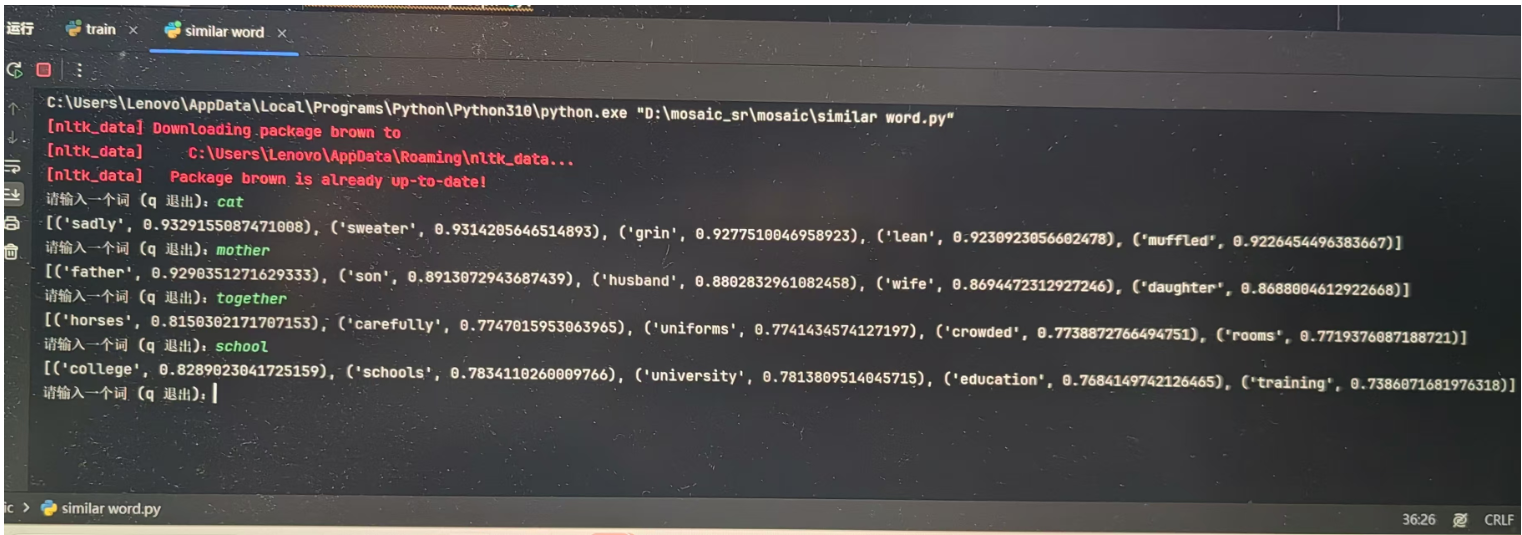 运行 train × similar word ×
C:\Users\Lenovo\AppData\Local\Programs\Python\Python310\python.exe "D:\mosaic_sr\mosaic\similar word.py"
[nltk_data] Downloading package brown to
[nltk_data]     C:\Users\Lenovo\AppData\Roaming\nltk_data...
[nltk_data]   Package brown is already up-to-date!
请输入一个词 (q 退出): cat
[('sadly', 0.9329155087471008), ('sweater', 0.9314205646514893), ('grin', 0.9277510046958923), ('lean', 0.9230923056602478), ('muffled', 0.9226454496383667)]
请输入一个词 (q 退出): mother
[('father', 0.9290351271629333), ('son', 0.8913072943687439), ('husband', 0.8802832961082458), ('wife', 0.8694472312927246), ('daughter', 0.8688004612922668)]
请输入一个词 (q 退出): together
[('horses', 0.8150302171707153), ('carefully', 0.7747015953063965), ('uniforms', 0.7741434574127197), ('crowded', 0.7738872766494751), ('rooms', 0.7719376087188721)]
请输入一个词 (q 退出): school
[('college', 0.8289023041725159), ('schools', 0.7834110260009766), ('university', 0.7813809514045715), ('education', 0.7684149742126465), ('training', 0.7386071681976318)]
请输入一个词 (q 退出):
ic > similar word.py
36:26 CRLF